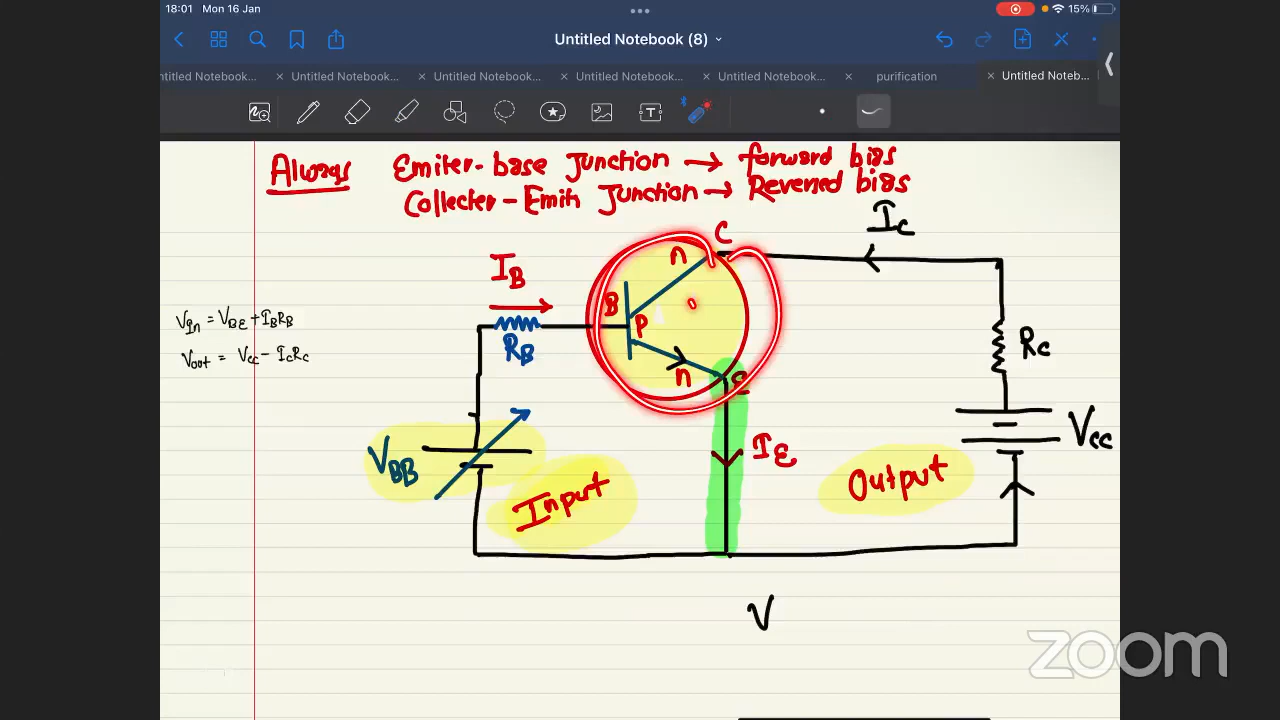 18:01 Mon 16 Jan
15%
Untitled Notebook (8)
ntitled Notebook...
Untitled Notebook...
Untitled Notebook...
Untitled Notebook...
Untitled Notebook...
purification
Untitled Noteb...
Always Emiter-base Junction → forward bias
Collecter-Emitr Junction → Reversed bias
IC
C
n
IB
B
P
RB
n
E
RC
VIn = VBE + IBRB
Vout = VCC - ICRC
VBB
VCC
IE
Input
Output
V
zoom